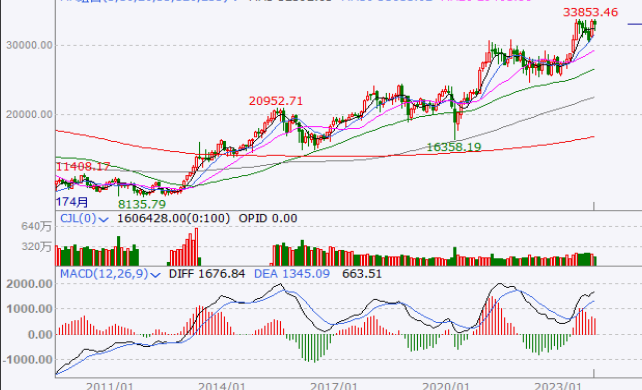 33853.46
30000.00
20952.71
20000.00
16358.19
11408.17
174月
8135.79
CJL(0) 1606428.00(0:100) OPID 0.00
640万
320万
MACD(12,26,9) DIFF 1676.84 DEA 1345.09 663.51
2000.00
1000.00
0.00
-1000.00
2011/01 2014/01 2017/01 2020/01 2023/01